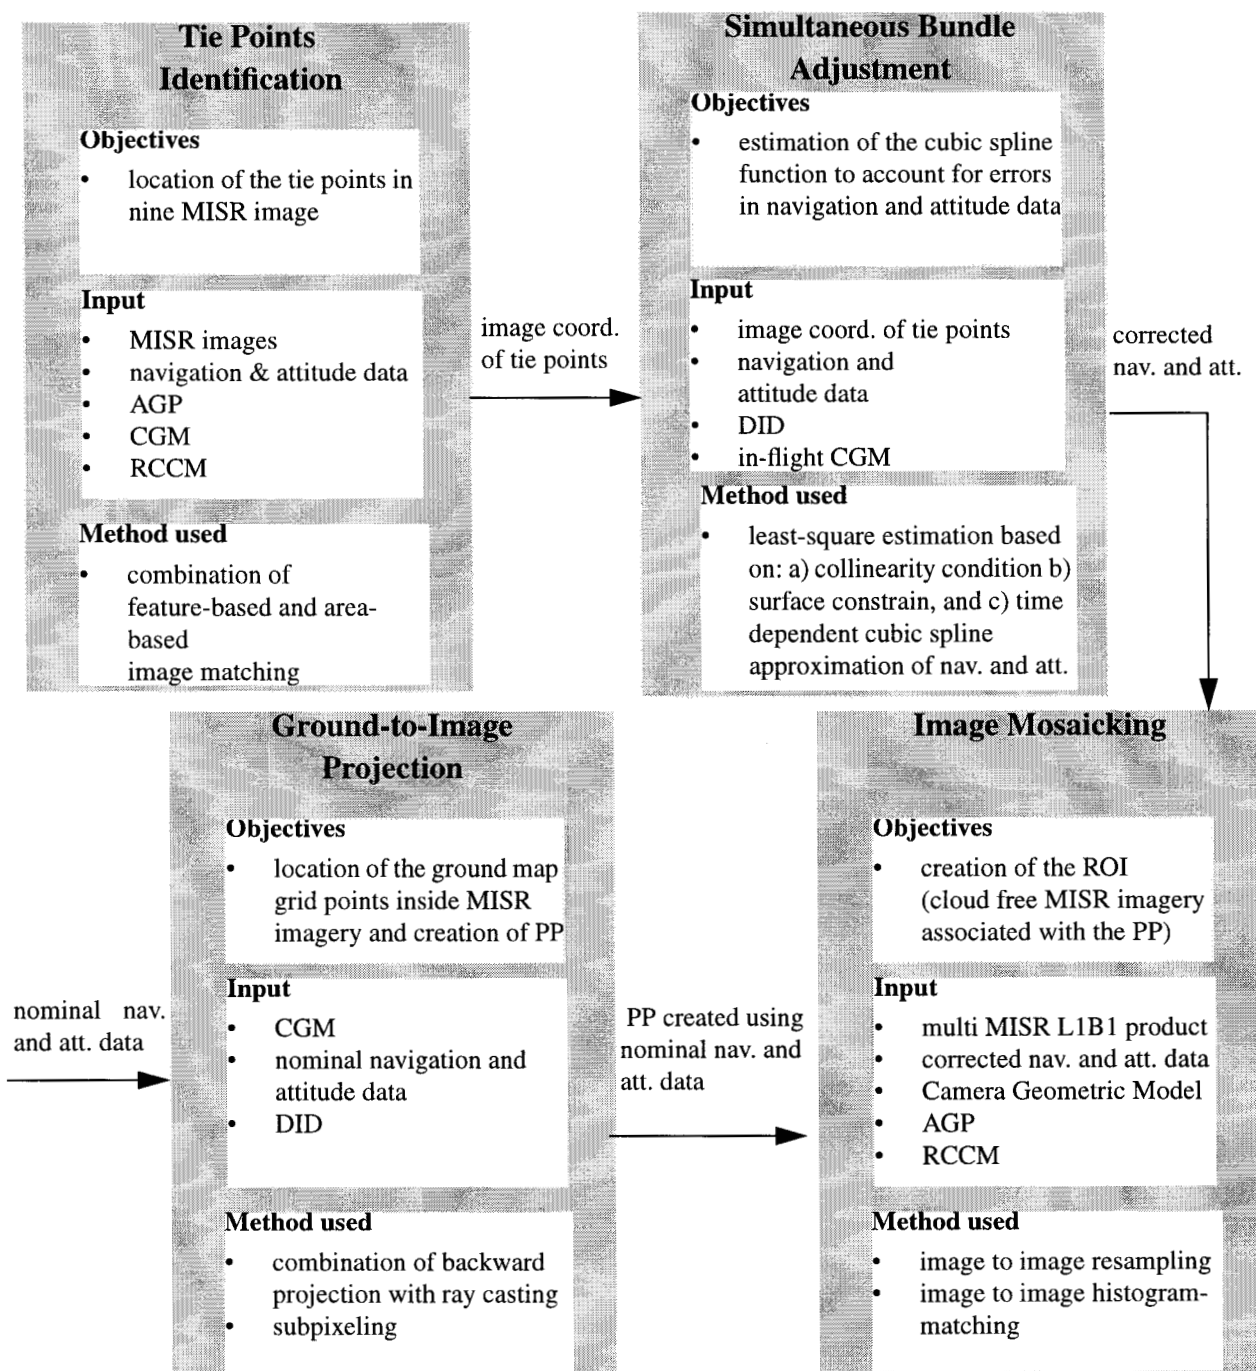 Tie Points
Identification
Objectives
• location of the tie points in
nine MISR image
Input
• MISR images
• navigation & attitude data
• AGP
• CGM
• RCCM
Method used
• combination of
feature-based and area-
based
image matching
image coord.
of tie points
Simultaneous Bundle
Adjustment
Objectives
• estimation of the cubic spline
function to account for errors
in navigation and attitude data
Input
• image coord. of tie points
• navigation and
attitude data
• DID
• in-flight CGM
Method used
• least-square estimation based
on: a) collinearity condition b)
surface constrain, and c) time
dependent cubic spline
approximation of nav. and att.
corrected
nav. and att.
nominal nav.
and att. data
Ground-to-Image
Projection
Objectives
• location of the ground map
grid points inside MISR
imagery and creation of PP
Input
• CGM
• nominal navigation and
attitude data
• DID
Method used
• combination of backward
projection with ray casting
• subpixeling
PP created using
nominal nav. and
att. data
Image Mosaicking
Objectives
• creation of the ROI
(cloud free MISR imagery
associated with the PP)
Input
• multi MISR L1B1 product
• corrected nav. and att. data
• Camera Geometric Model
• AGP
• RCCM
Method used
• image to image resampling
• image to image histogram-
matching